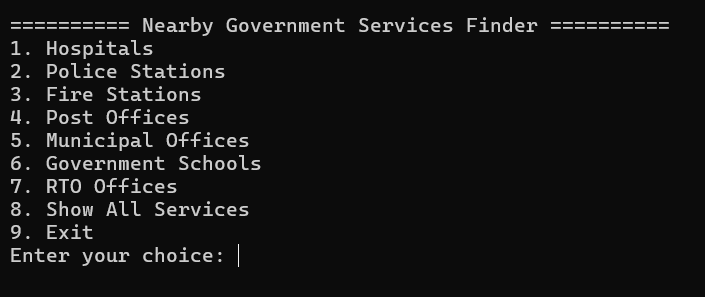 ========== Nearby Government Services Finder ==========
1. Hospitals
2. Police Stations
3. Fire Stations
4. Post Offices
5. Municipal Offices
6. Government Schools
7. RTO Offices
8. Show All Services
9. Exit
Enter your choice: